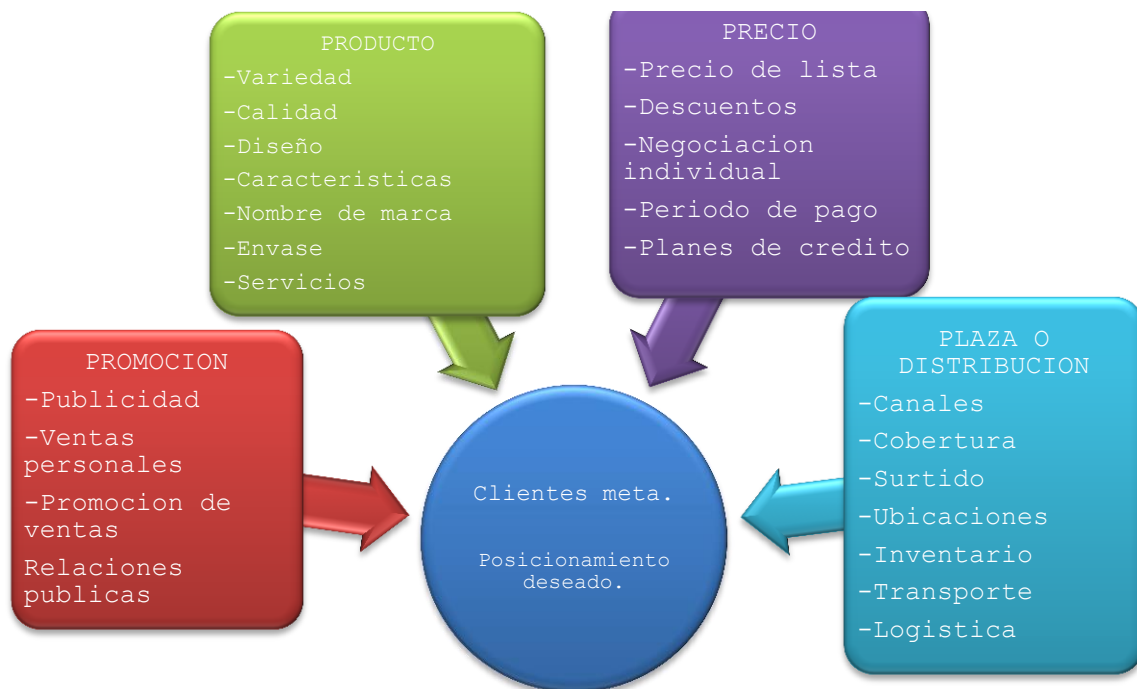 PRODUCTO
-Variedad
-Calidad
-Diseño
-Caracteristicas
-Nombre de marca
-Envase
-Servicios
PRECIO
-Precio de lista
-Descuentos
-Negociacion
individual
-Periodo de pago
-Planes de credito
PROMOCION
-Publicidad
-Ventas
personales
-Promocion de
ventas
Relaciones
publicas
Clientes meta.
Posicionamiento
deseado.
PLAZA O
DISTRIBUCION
-Canales
-Cobertura
-Surtido
-Ubicaciones
-Inventario
-Transporte
-Logistica